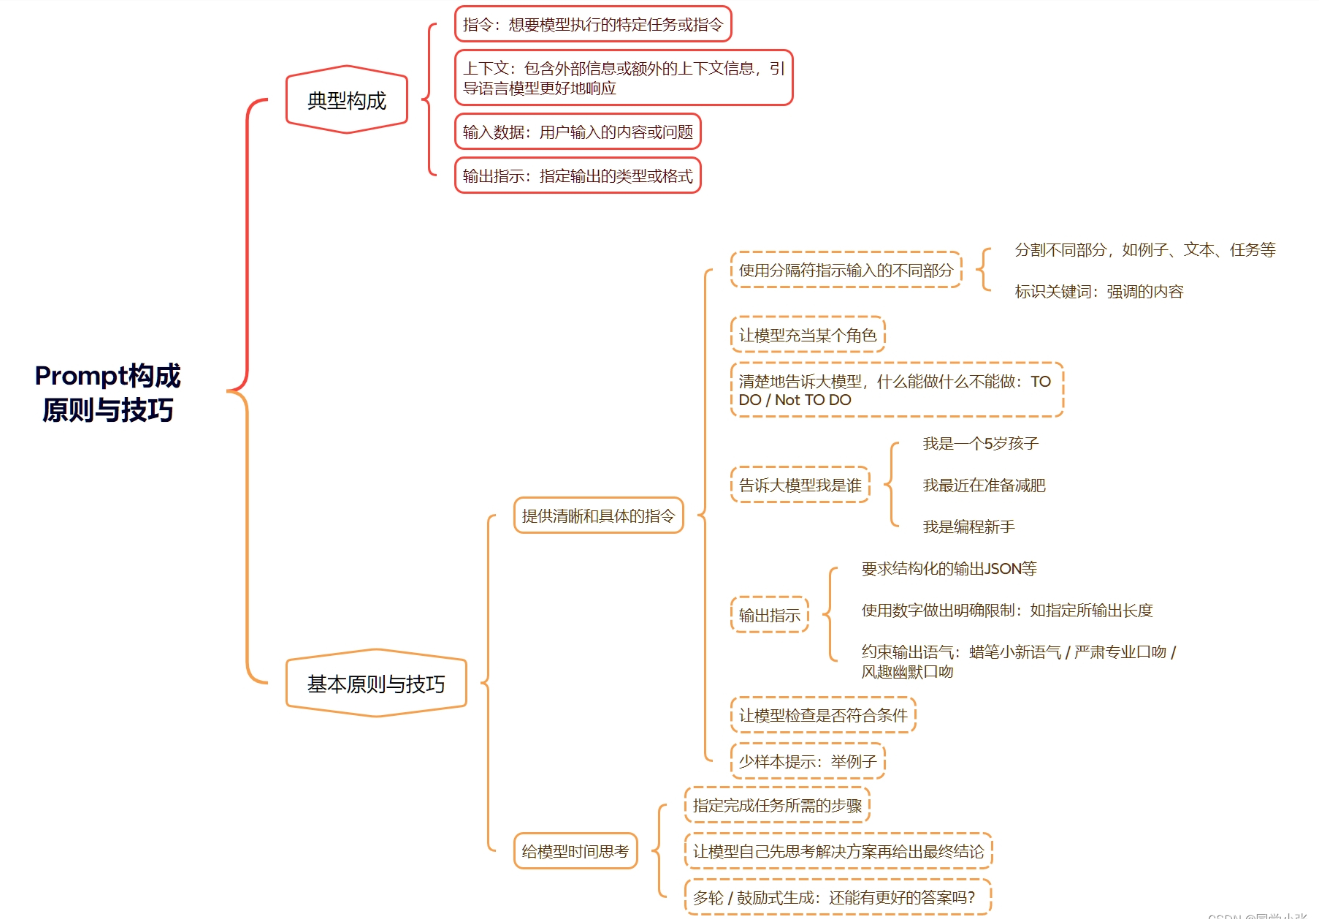 指令：想要模型执行的特定任务或指令
上下文：包含外部信息或额外的上下文信息，引
导语言模型更好地响应
典型构成
输入数据：用户输入的内容或问题
输出指示：指定输出的类型或格式
Prompt构成
原则与技巧
使用分隔符指示输入的不同部分
分割不同部分，如例子、文本、任务等
标识关键词：强调的内容
让模型充当某个角色
清楚地告诉大模型，什么能做什么不能做：TO
DO / Not TO DO
告诉大模型我是谁
我是一个5岁孩子
我最近在准备减肥
我是编程新手
提供清晰和具体的指令
输出指示
要求结构化的输出JSON等
使用数字做出明确限制：如指定所输出长度
约束输出语气：蜡笔小新语气 / 严肃专业口吻 /
风趣幽默口吻
基本原则与技巧
让模型检查是否符合条件
少样本提示：举例子
给模型时间思考
指定完成任务所需的步骤
让模型自己先思考解决方案再给出最终结论
多轮 / 鼓励式生成：还能有更好的答案吗？
CSDN @同学小张